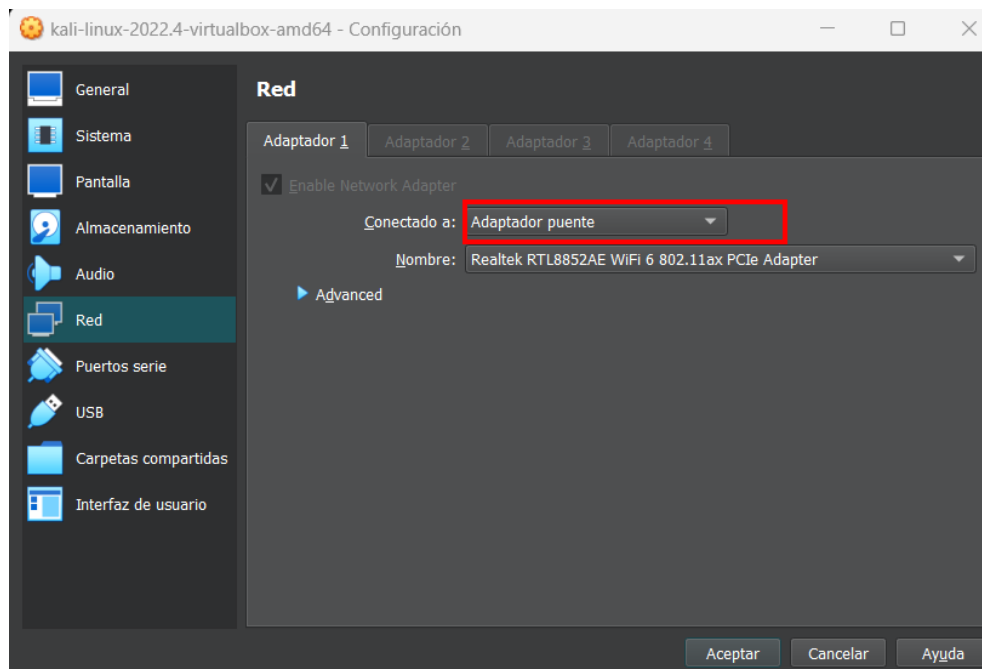 kali-linux-2022.4-virtualbox-amd64 - Configuración
General
Sistema
Pantalla
Almacenamiento
Audio
Red
Puertos serie
USB
Carpetas compartidas
Interfaz de usuario
Red
Adaptador 1 Adaptador 2 Adaptador 3 Adaptador 4
Enable Network Adapter
Conectado a: Adaptador puente
Nombre: Realtek RTL8852AE WiFi 6 802.11ax PCIe Adapter
Advanced
Aceptar Cancelar Ayuda